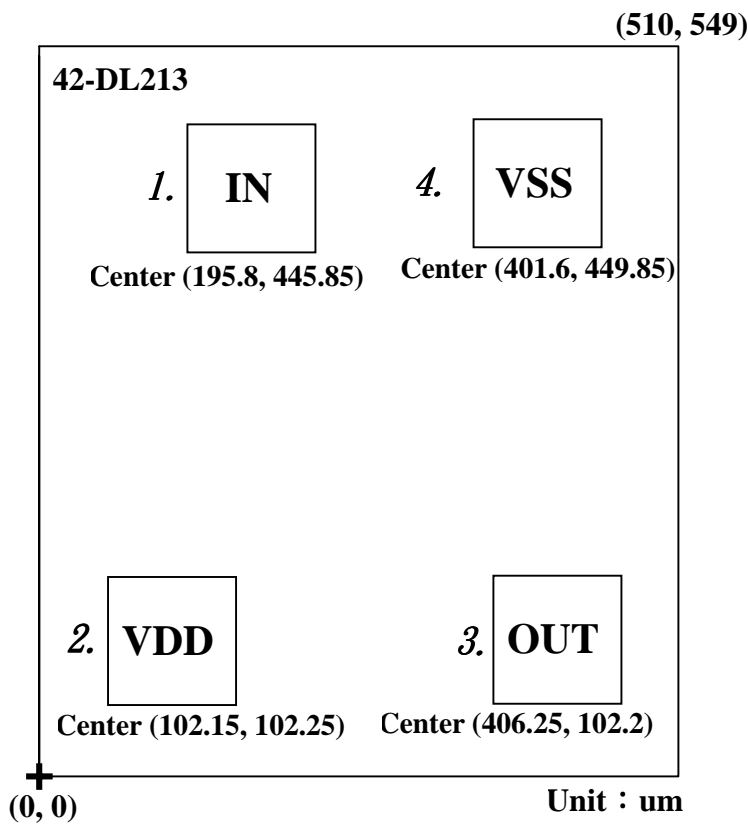 (510, 549)
42-DL213
1. IN
4. VSS
Center (195.8, 445.85)
Center (401.6, 449.85)
2. VDD
3. OUT
Center (102.15, 102.25)
Center (406.25, 102.2)
(0, 0)
Unit：um